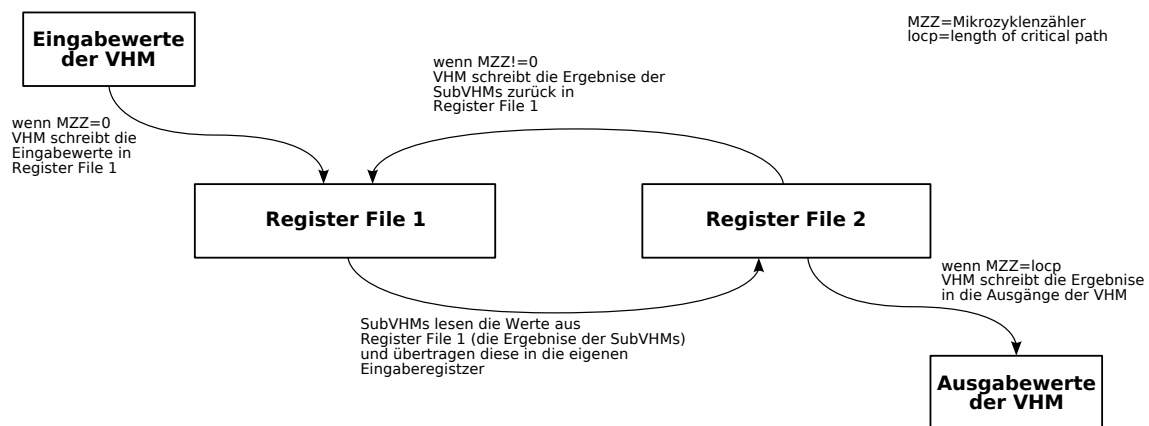 Eingabewerte
der VHM
MZZ=Mikrozyklenzähler
locp=length of critical path
wenn MZZ!=0
VHM schreibt die Ergebnise der
SubVHMs zurück in
Register File 1
wenn MZZ=0
VHM schreibt die
Eingabewerte in
Register File 1
Register File 1
Register File 2
wenn MZZ=locp
VHM schreibt die Ergebnise
in die Ausgänge der VHM
SubVHMs lesen die Werte aus
Register File 1 (die Ergebnise der SubVHMs)
und übertragen diese in die eigenen
Eingaberegistzer
Ausgabewerte
der VHM